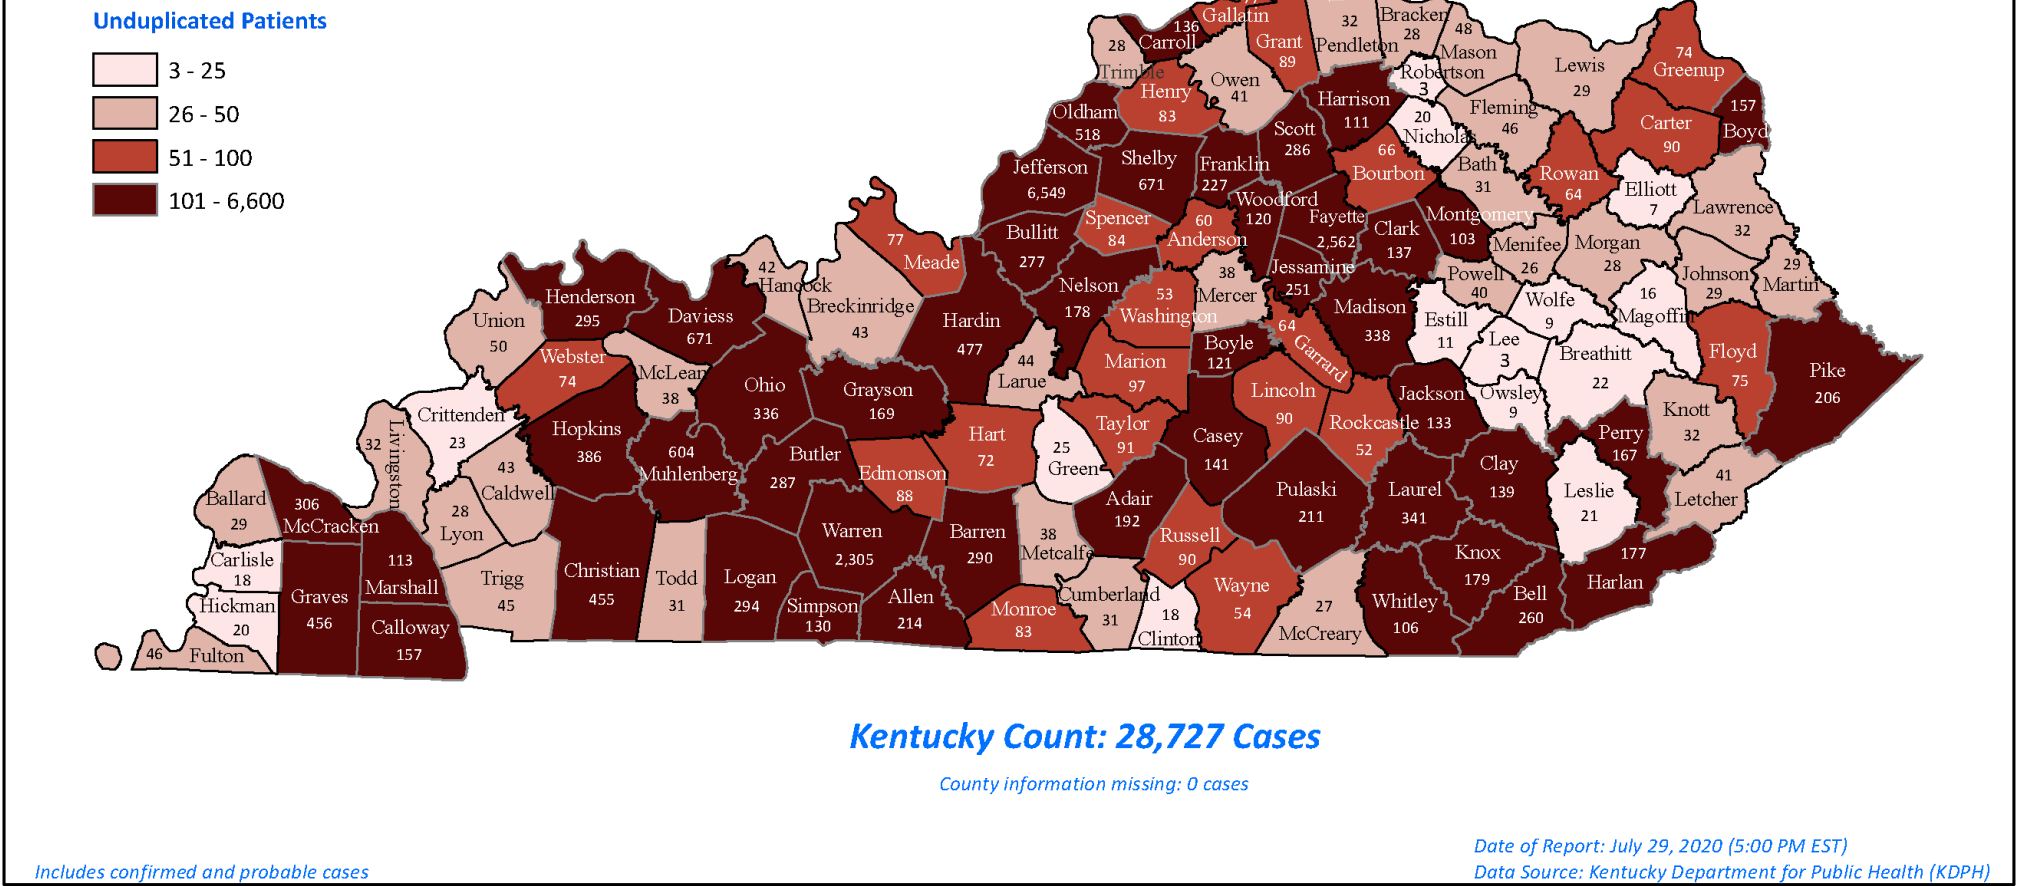 Unduplicated Patients
3 - 25
26 - 50
51 - 100
101 - 6,600
136
Carroll
Gallatin
Grant
89
32
Pendleton
Bracken
28
48
Mason
28
Trimble
Owen
41
Robertson
3
Lewis
29
74
Greenup
Henry
83
Oldham
518
Harrison
111
20
Nicholas
Fleming
46
Carter
90
157
Boyd
Jefferson
6,549
Shelby
671
Franklin
227
Scott
286
66
Bourbon
Bath
31
Rowan
64
Elliott
7
Lawrence
32
Spencer
84
60
Anderson
Woodford
120
Fayette
2,562
Clark
137
Montgomery
103
Menifee
26
Morgan
28
Johnson
29
29
Martin
77
Meade
Bullitt
277
Nelson
178
53
Washington
38
Mercer
Jessamine
251
Madison
338
Powell
40
Estill
11
Wolfe
9
16
Magoffin
42
Hancock
Breckinridge
43
Hardin
477
44
Larue
Marion
97
Boyle
121
64
Garrard
Lee
3
Breathitt
22
Floyd
75
Pike
206
Henderson
295
Daviess
671
Union
50
Webster
74
McLean
38
Ohio
336
Grayson
169
Lincoln
90
Rockcastle
52
Jackson
133
Owsley
9
Knott
32
Crittenden
23
Hopkins
386
604
Muhlenberg
Butler
287
Edmonson
88
Hart
72
25
Green
Taylor
91
Casey
141
Perry
167
32
Livingston
43
Caldwell
28
Lyon
Ballard
29
306
McCracken
Adair
192
Pulaski
211
Laurel
341
Clay
139
Leslie
21
41
Letcher
Warren
2,305
Barren
290
38
Metcalfe
Russell
90
Knox
179
177
Harlan
Carlisle
18
113
Marshall
Trigg
45
Christian
455
Todd
31
Logan
294
Simpson
130
Allen
214
Monroe
83
Cumberland
31
18
Clinton
Wayne
54
27
McCreary
Whitley
106
Bell
260
Hickman
20
Graves
456
Calloway
157
46
Fulton
Kentucky Count: 28,727 Cases
County information missing: 0 cases
Date of Report: July 29, 2020 (5:00 PM EST)
Includes confirmed and probable cases
Data Source: Kentucky Department for Public Health (KDPH)